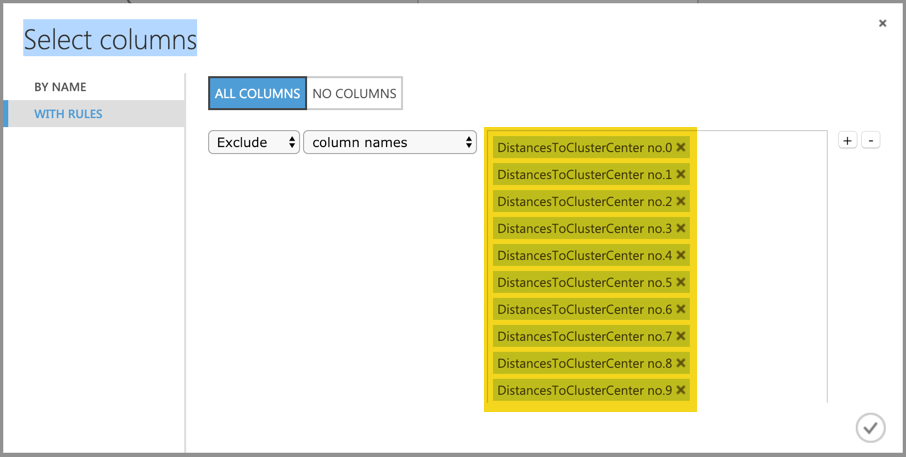 Select columns
BY NAME
WITH RULES
ALL COLUMNS NO COLUMNS
Exclude column names
DistancesToClusterCenter no.0
DistancesToClusterCenter no.1
DistancesToClusterCenter no.2
DistancesToClusterCenter no.3
DistancesToClusterCenter no.4
DistancesToClusterCenter no.5
DistancesToClusterCenter no.6
DistancesToClusterCenter no.7
DistancesToClusterCenter no.8
DistancesToClusterCenter no.9